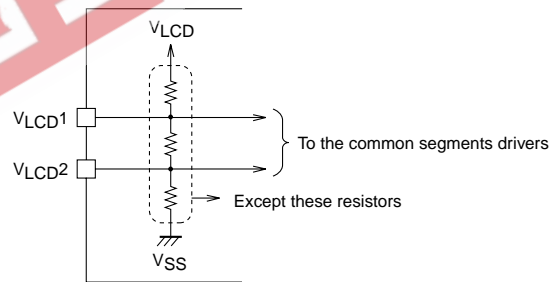 VLCD
VLCD1
To the common segments drivers
VLCD2
Except these resistors
VSS